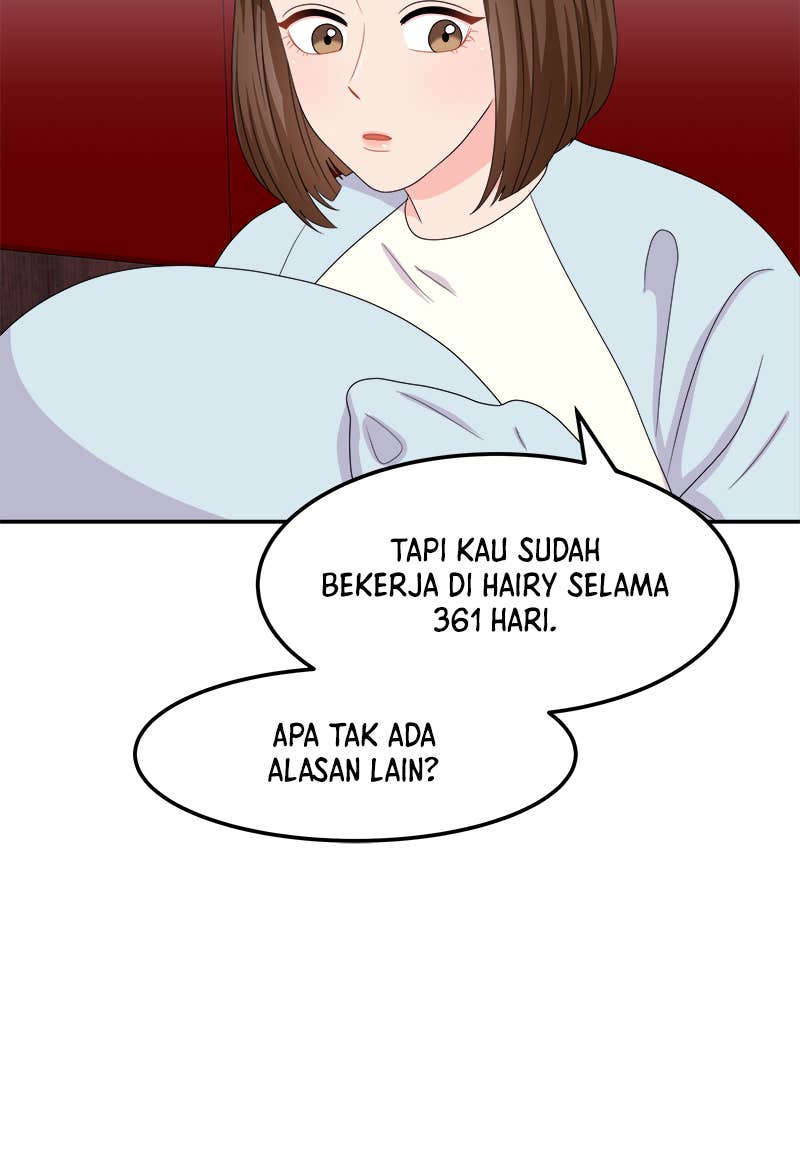 TAPI KAU SUDAH
BEKERJA DI HAIRY SELAMA
361 HARI.
APA TAK ADA
ALASAN LAIN?